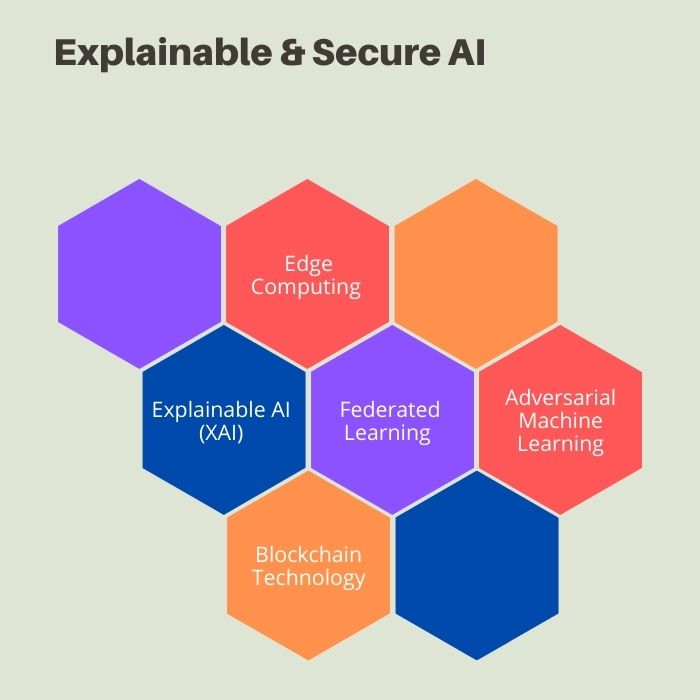 Explainable & Secure AI
Edge
Computing
Explainable AI
(XAI)
Federated
Learning
Adversarial
Machine
Learning
Blockchain
Technology